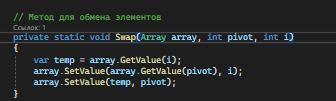 // Метод для обмена элементов
Ссылок: 1
private static void Swap(Array array, int pivot, int i)
{
var temp = array.GetValue(i);
array.SetValue(array.GetValue(pivot), i);
array.SetValue(temp, pivot);
}